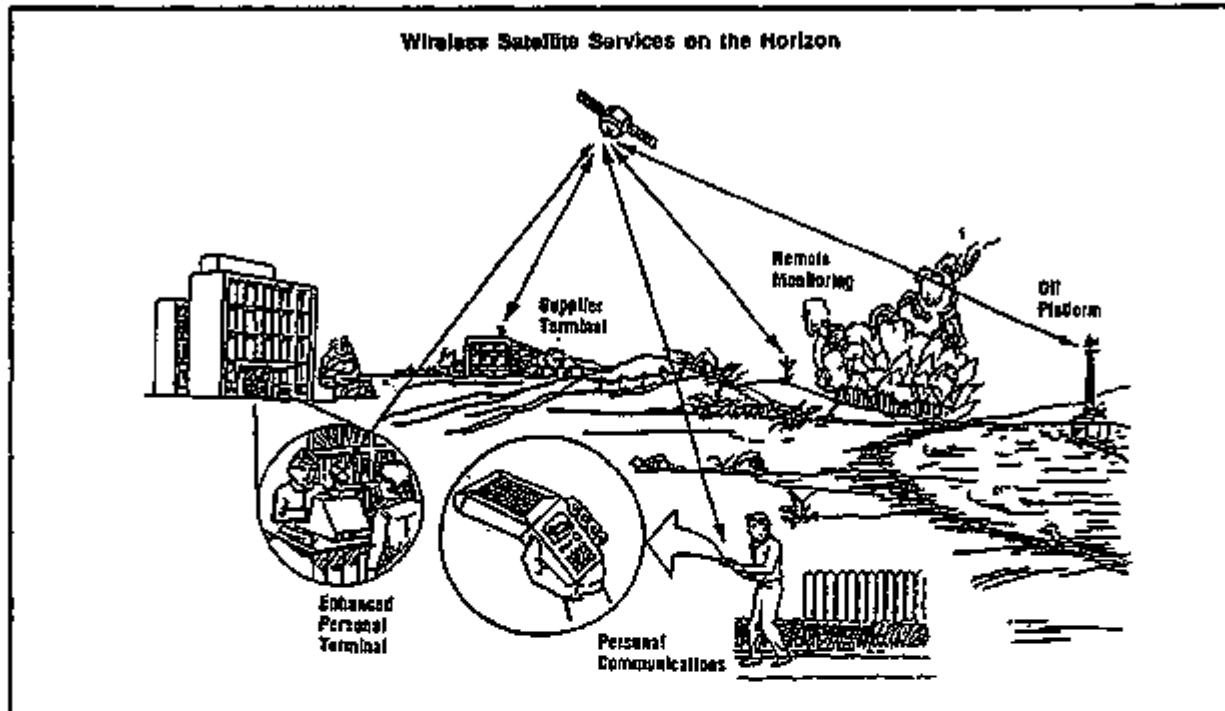 Wireless Satellite Services on the Horizon
Supplier
Terminal
Remote
Monitoring
Oil
Platform
Enhanced
Personal
Terminal
Personal
Communications